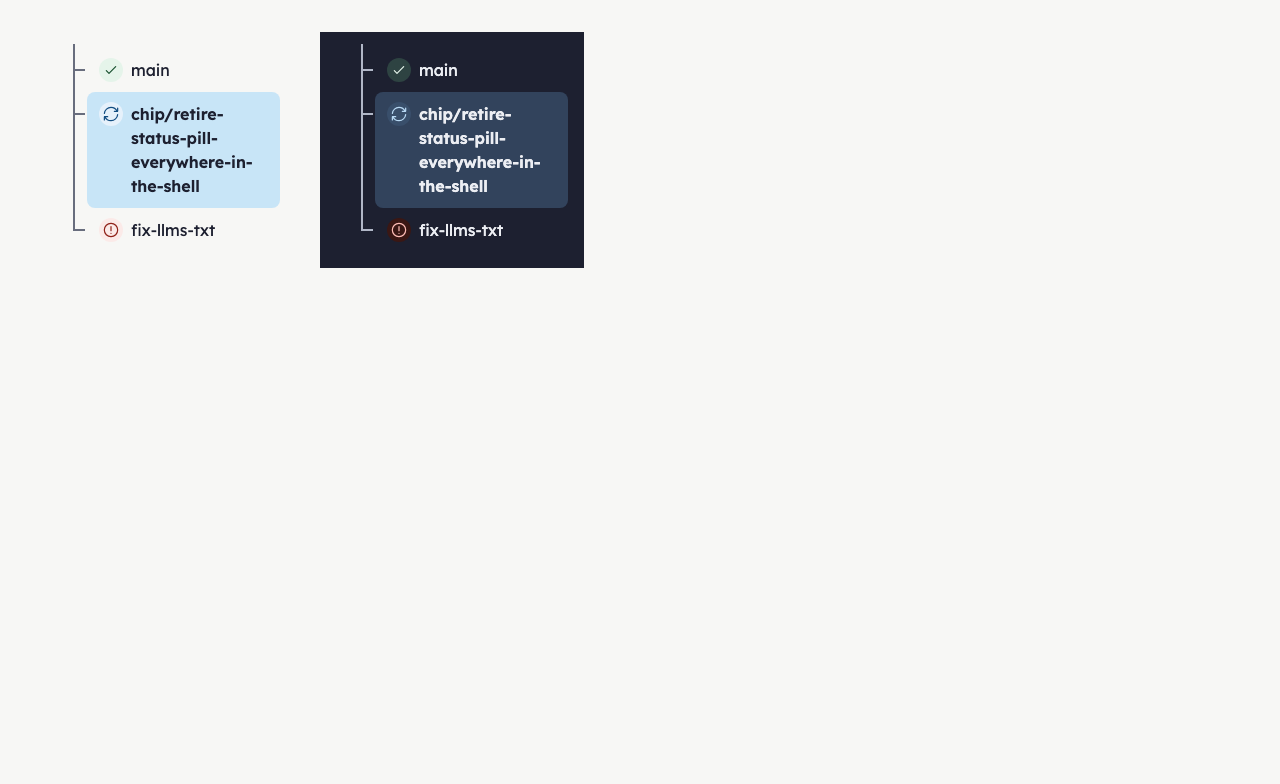 main
chip/retire-
status-pill-
everywhere-in-
the-shell
fix-llms-txt
main
chip/retire-
status-pill-
everywhere-in-
the-shell
fix-llms-txt